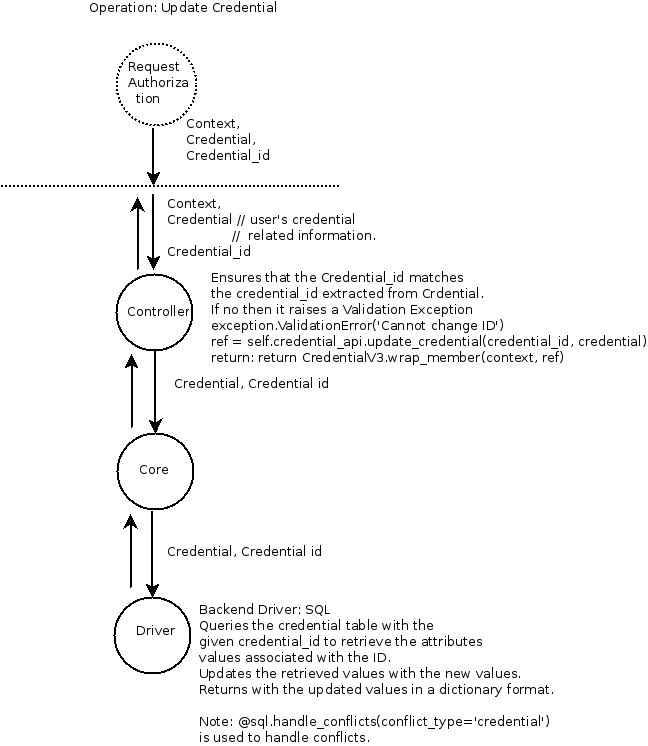 Operation: Update Credential
Request
Authoriza
tion
Context,
Credential,
Credential_id
Context,
Credential // user's credential
// related information.
Credential_id
Ensures that the Credential_id matches
the credential_id extracted from Crdential.
If no then it raises a Validation Exception
exception.ValidationError('Cannot change ID')
ref = self.credential_api.update_credential(credential_id, credential)
return: return CredentialV3.wrap_member(context, ref)
Controller
Credential, Credential id
Core
Credential, Credential id
Driver
Backend Driver: SQL
Queries the credential table with the
given credential_id to retrieve the attributes
values associated with the ID.
Updates the retrieved values with the new values.
Returns with the updated values in a dictionary format.
Note: @sql.handle_conflicts(conflict_type='credential')
is used to handle conflicts.